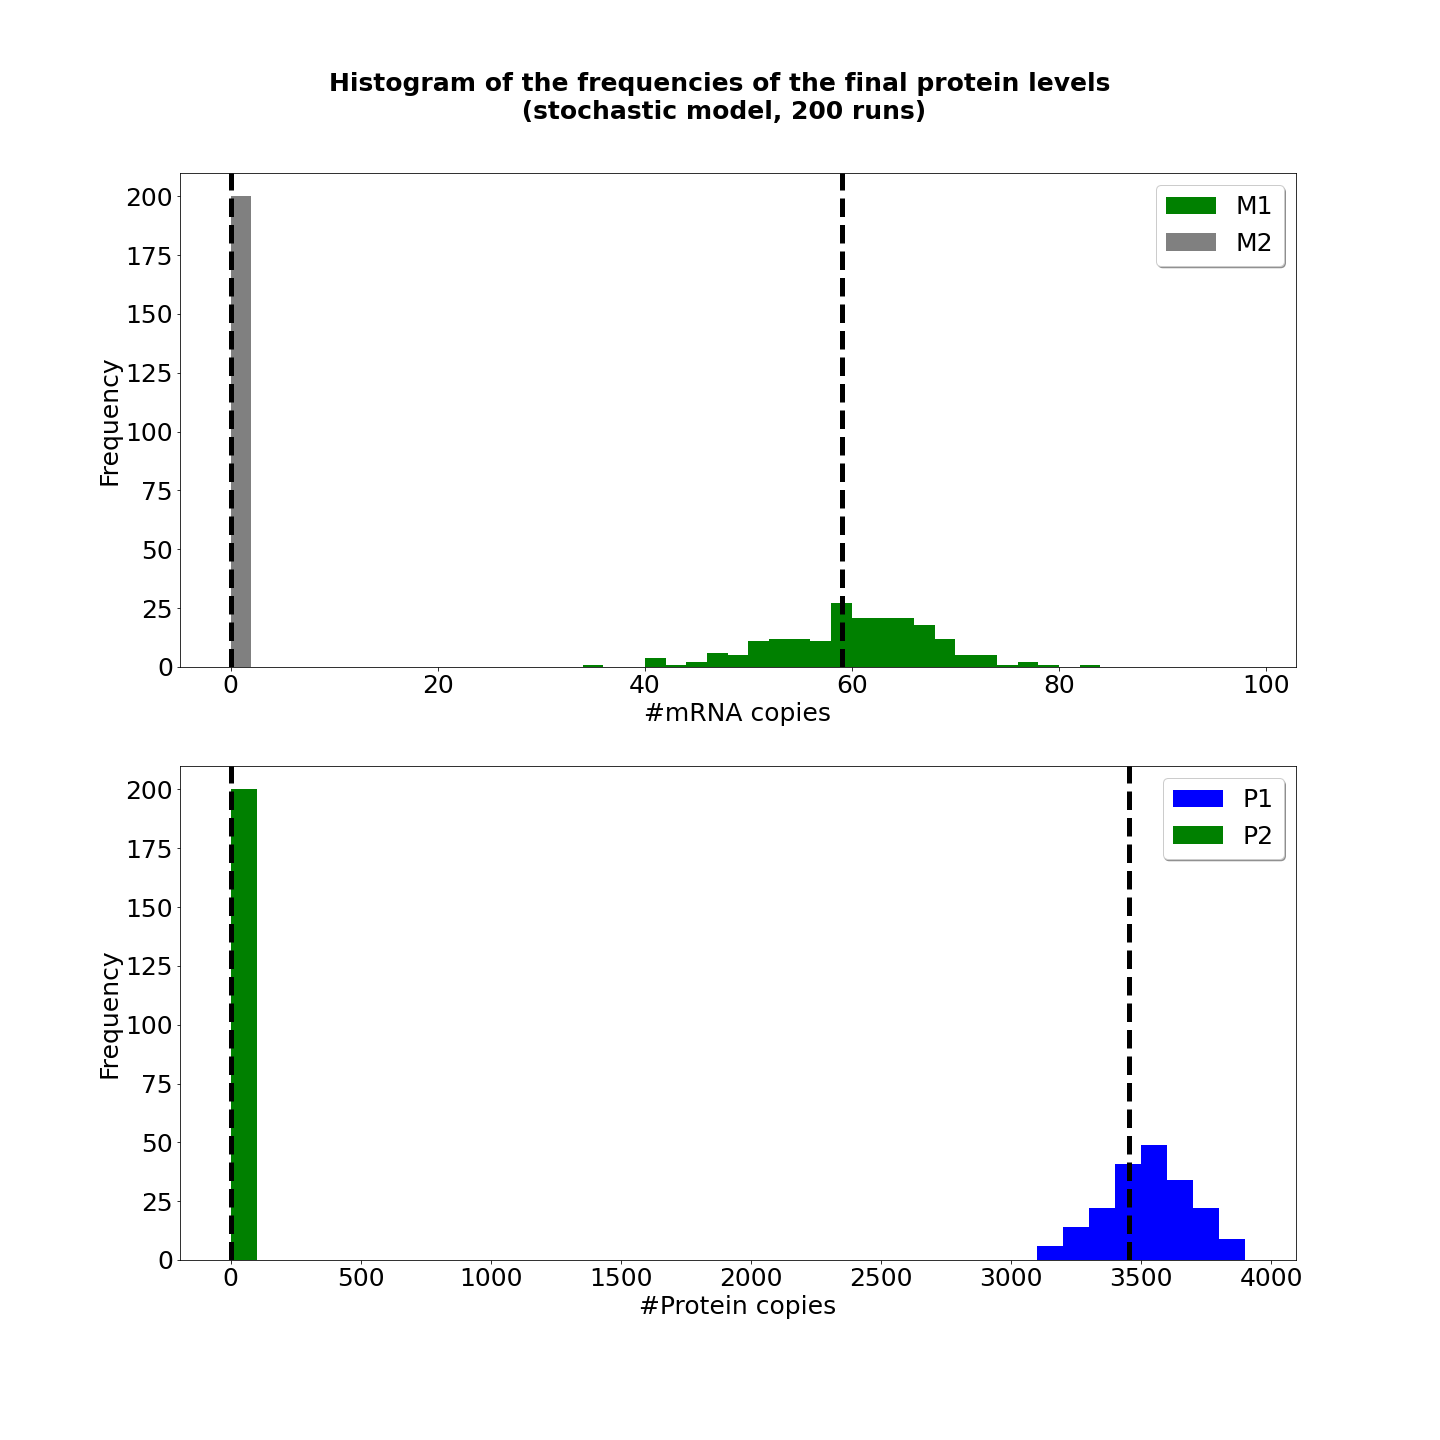 Histogram of the frequencies of the final protein levels
(stochastic model, 200 runs)
200
175
150
125
100
75
50
25
0
Frequency
M1
M2
0 20 40 60 80 100
#mRNA copies
200
175
150
125
100
75
50
25
0
Frequency
P1
P2
0 500 1000 1500 2000 2500 3000 3500 4000
#Protein copies